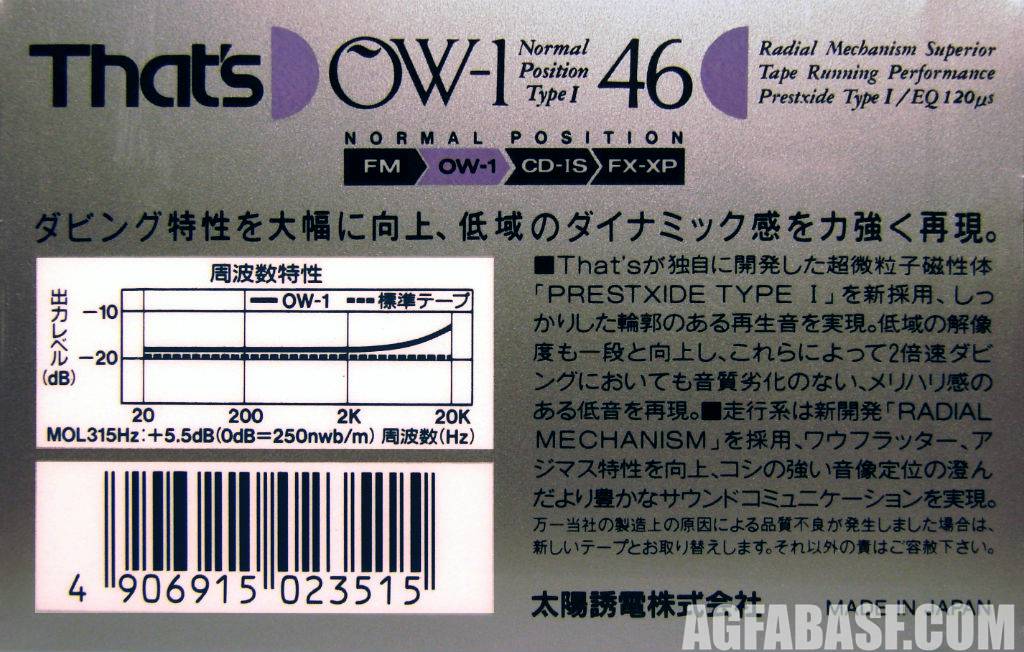 That's OW-1 Normal Position Type I 46
Radial Mechanism Superior
Tape Running Performance
Prestxide Type I / EQ 120μs
NORMAL POSITION
FM OW-1 CD-IS FX-XP
ダビング特性を大幅に向上、低域のダイナミック感を力強く再現。
周波数特性
OW-1 標準テープ
出力レベル(dB)
-10
-20
20 200 2K 20K
MOL315Hz:+5.5dB(0dB=250nwb/m) 周波数(Hz)
■That'sが独自に開発した超微粒子磁性体
「PRESTXIDE TYPE I」を新採用、しっ
かりした輪郭のある再生音を実現。低域の解像
度も一段と向上し、これらによって2倍速ダビ
ングにおいても音質劣化のない、メリハリ感の
ある低音を再現。■走行系は新開発「RADIAL
MECHANISM」を採用、ワウフラッター、ア
ジマス特性を向上、コシの強い音像定位の澄ん
だより豊かなサウンドコミュニケーションを実現。
万一当社の製造上の原因による品質不良が発生しました場合は、
新しいテープとお取り替えします。それ以外の責はご容赦下さい。
4 906915 023515
太陽誘電株式会社 MADE IN JAPAN
AGFABASF.COM